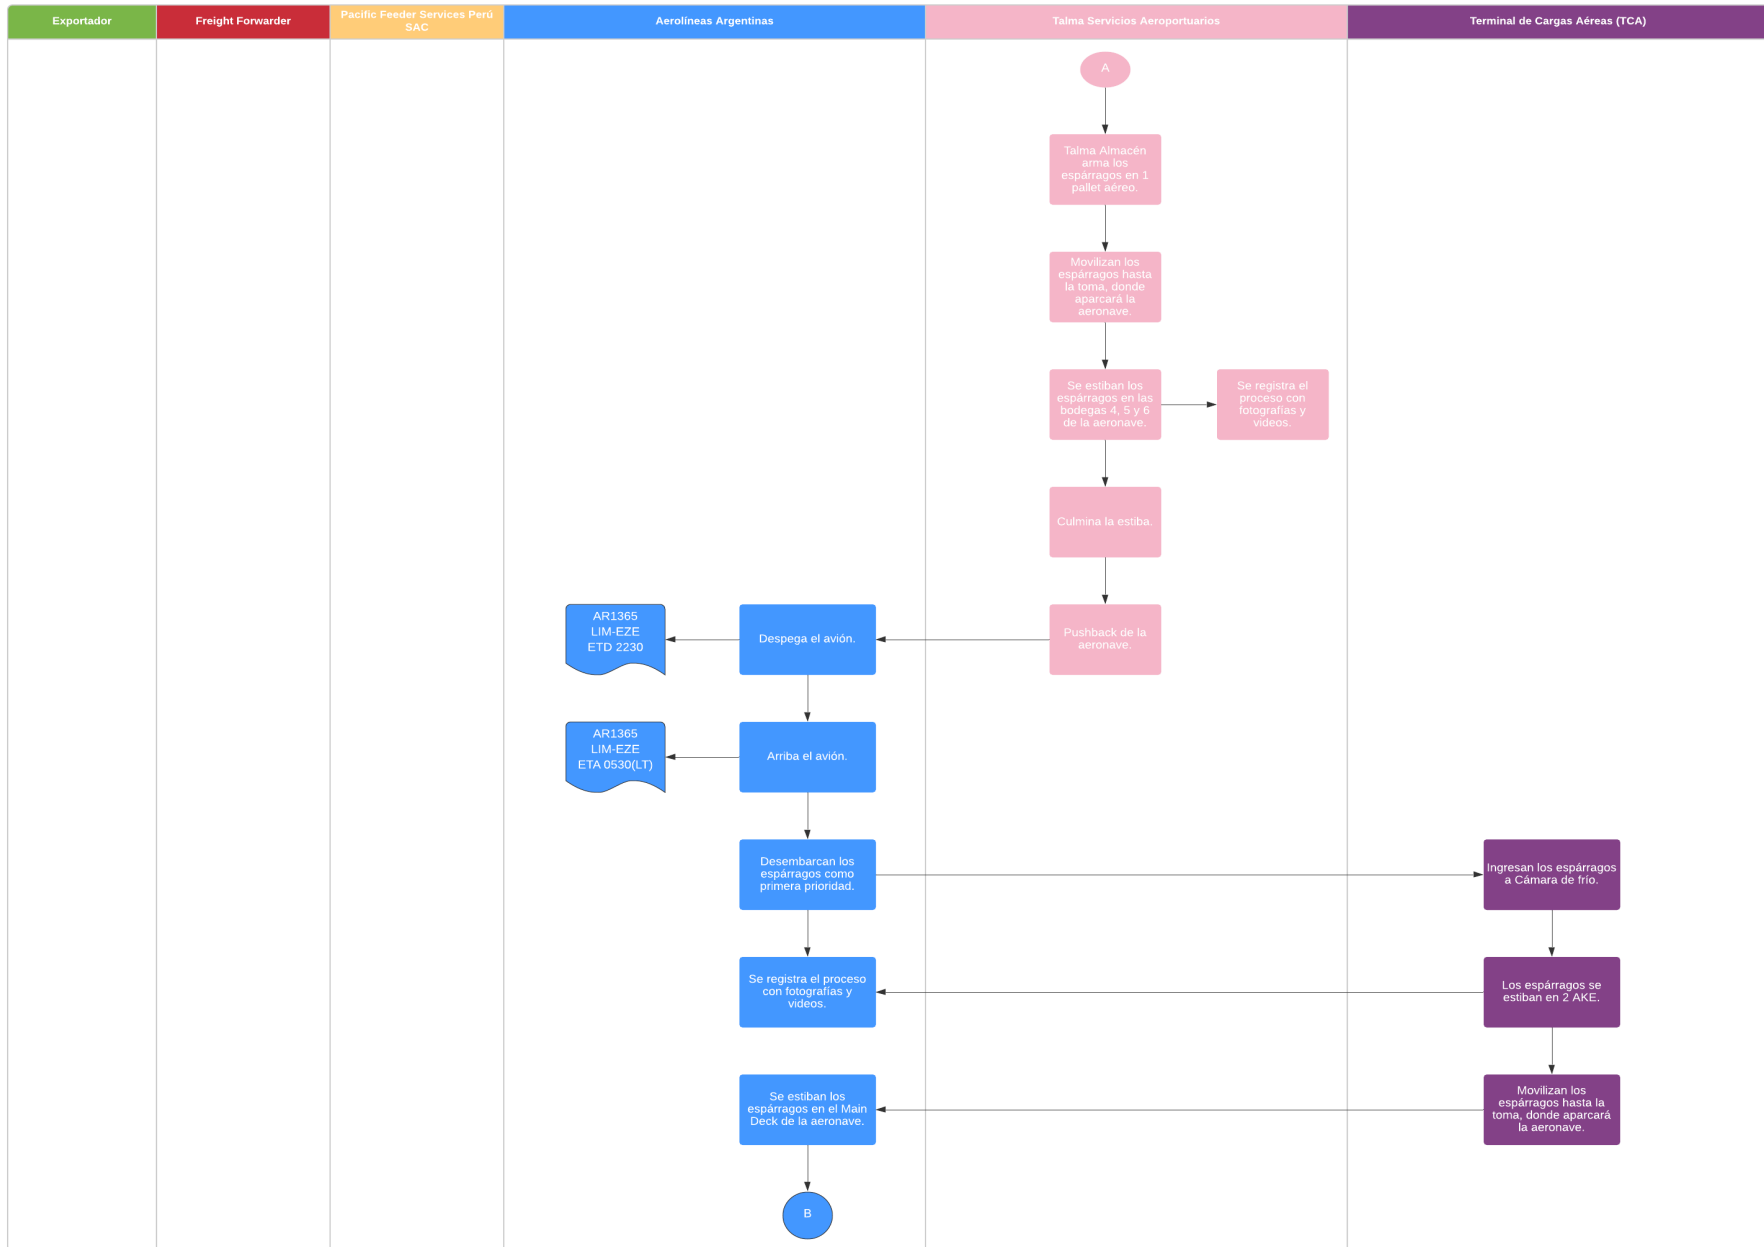 Exportador
Freight Forwarder
Pacific Feeder Services Perú
SAC
Aerolíneas Argentinas
Talma Servicios Aeroportuarios
Terminal de Cargas Aéreas (TCA)
A
Talma Almacén
arma los
espárragos en 1
pallet aéreo.
Movilizan los
espárragos hasta
la toma, donde
aparcará la
aeronave.
Se estiban los
espárragos en las
bodegas 4, 5 y 6
de la aeronave.
Se registra el
proceso con
fotografías y
videos.
Culmina la estiba.
Pushback de la
aeronave.
Despega el avión.
AR1365
LIM-EZE
ETD 2230
Arriba el avión.
AR1365
LIM-EZE
ETA 0530(LT)
Desembarcan los
espárragos como
primera prioridad.
Ingresan los espárragos
a Cámara de frío.
Los espárragos se
estiban en 2 AKE.
Se registra el proceso
con fotografías y
videos.
Movilizan los
espárragos hasta la
toma, donde aparcará
la aeronave.
Se estiban los
espárragos en el Main
Deck de la aeronave.
B